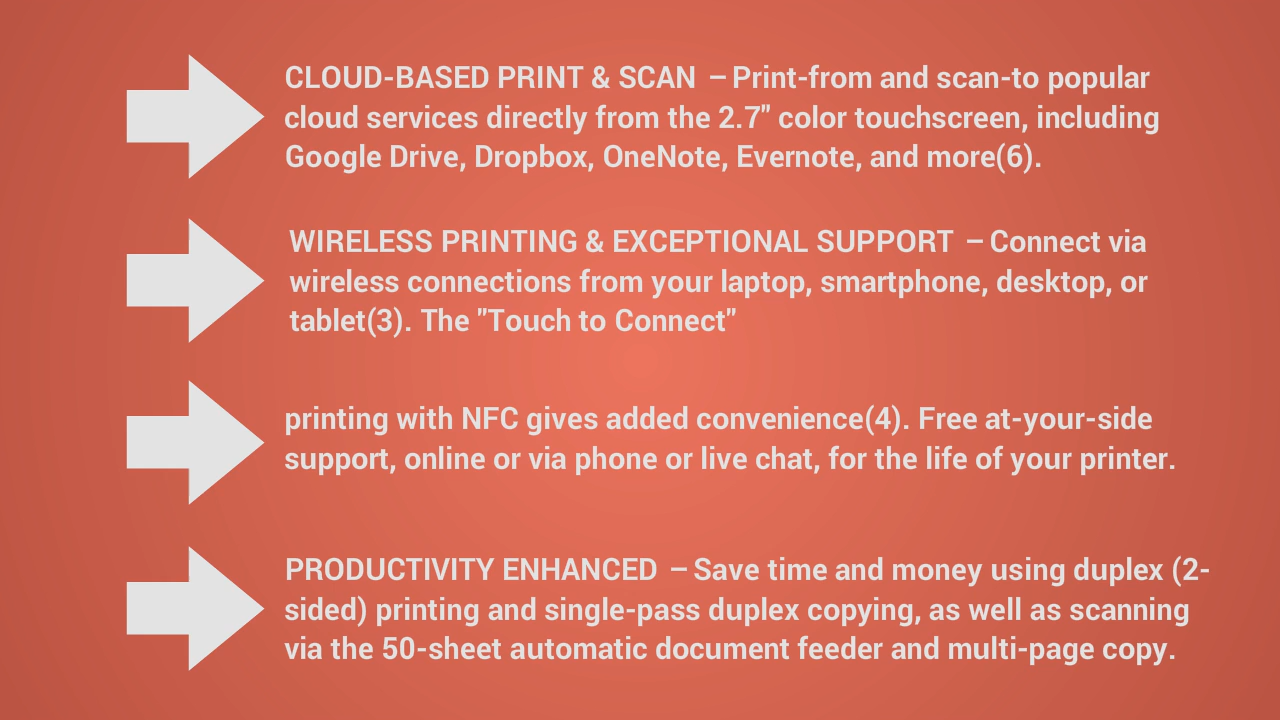 CLOUD-BASED PRINT & SCAN – Print-from and scan-to popular
cloud services directly from the 2.7" color touchscreen, including
Google Drive, Dropbox, OneNote, Evernote, and more(6).
WIRELESS PRINTING & EXCEPTIONAL SUPPORT – Connect via
wireless connections from your laptop, smartphone, desktop, or
tablet(3). The "Touch to Connect"
printing with NFC gives added convenience(4). Free at-your-side
support, online or via phone or live chat, for the life of your printer.
PRODUCTIVITY ENHANCED – Save time and money using duplex (2-
sided) printing and single-pass duplex copying, as well as scanning
via the 50-sheet automatic document feeder and multi-page copy.